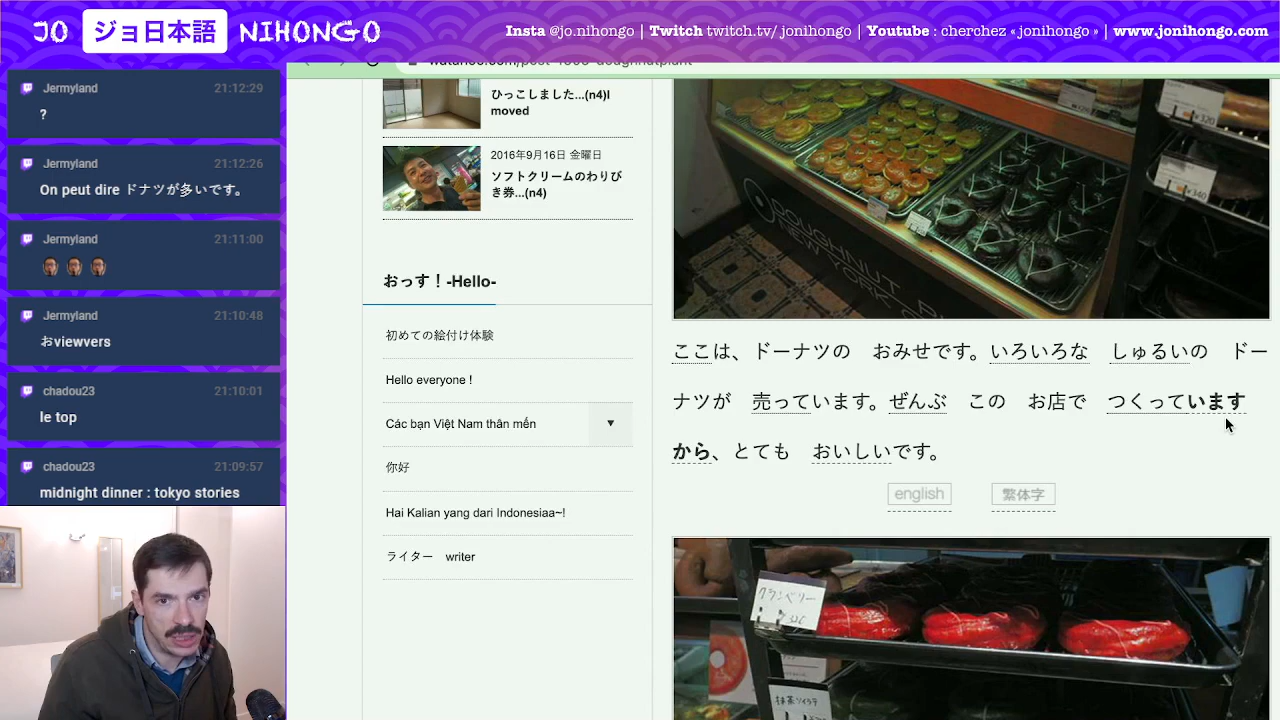 JO ジョ日本語 NIHONGO
Insta @jo.nihongo | Twitch twitch.tv/ jonihongo | Youtube : cherchez « jonihongo » | www.jonihongo.com
Jermyland 21:12:29
?
Jermyland 21:12:26
On peut dire ドナツが多いです。
Jermyland 21:11:00
Jermyland 21:10:48
おviewvers
chadou23 21:10:01
le top
chadou23 21:09:57
midnight dinner : tokyo stories
ひっこしました...(n4)I
moved
2016年9月16日 金曜日
ソフトクリームのわりび
き券...(n4)
おっす！-Hello-
初めての絵付け体験
Hello everyone !
Các bạn Việt Nam thân mến ▼
你好
Hai Kalian yang dari Indonesiaa~!
ライター　writer
DOUGHNUT
NEW YORK
¥320
¥340
ここは、ドーナツの　おみせです。いろいろな　しゅるいの　ドー
ナツが　売っています。ぜんぶ　この　お店で　つくっています
から、とても　おいしいです。
english 繁体字
クランベリー